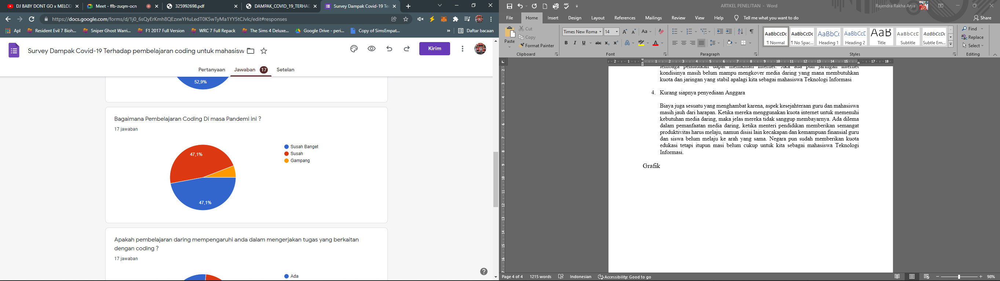 DJ BABY DONT GO x MELOD
Meet - ffb-zuqm-ocn
325992698.pdf
DAMPAK_COVID_19_TERHAD
Survey Dampak Covid-19 Ter
https://docs.google.com/forms/d/1j0_6sQyErKmh8QEzxwYHuLedT0K5wTyMa1YY5tCJvlc/edit#responses
Apl
Resident Evil 7 Bioh...
Sniper Ghost Warri...
F1 2017 Full Version
WRC 7 Full Repack
The Sims 4 Deluxe...
Google Drive - peri...
Copy of SimsEmpat...
»
Daftar bacaan
Survey Dampak Covid-19 Terhadap pembelajaran coding untuk mahasisw
Kirim
Pertanyaan
Jawaban 17
Setelan
52,9%
Bagaimana Pembelajaran Coding Di masa Pandemi ini ?
17 jawaban
Susah Banget
Susah
Gampang
47,1%
47,1%
Apakah pembelajaran daring mempengaruhi anda dalam mengerjakan tugas yang berkaitan
dengan coding ?
17 jawaban
Ada
ARTIKEL PENELITIAN - Word
Rajendra Rakha Arya
File Home Insert Design Layout References Mailings Review View Help Tell me what you want to do
Share
Paste
Cut
Copy
Format Painter
Clipboard
Times New Roma 14
Font
Paragraph
AaBbCcDc AaBbCcDc AaBbCc AaBbCcE AaB AaBbCcD AaBbCcDc
¶ Normal ¶ No Spac... Heading 1 Heading 2 Title Subtitle Subtle Em...
Styles
Find
Replace
Select
Editing
lembaga pendidikan dapat menikmati internet. Jika ada pun jaringan internet
kondisinya masih belum mampu mengkover media daring yang mana membutuhkan
kuota dan jaringan yang stabil apalagi kita sebagai mahasiswa Teknologi Informasi
4. Kurang siapnya penyediaan Anggara
Biaya juga sesuatu yang menghambat karena, aspek kesejahteraan guru dan mahasiswa
masih jauh dari harapan. Ketika mereka menggunakan kuota internet untuk memenuhi
kebutuhan media daring, maka jelas mereka tidak sanggup membayarnya. Ada dilema
dalam pemanfaatan media daring, ketika menteri pendidikan memberikan semangat
produktivitas harus melaju, namun disisi lain kecakapan dan kemampuan finansial guru
dan siswa belum melaju ke arah yang sama. Negara pun sudah memberikan kuota
edukasi tetapi itupun masi belum cukup untuk kita sebagai mahasiswa Teknologi
Informasi.
Grafik
Page 4 of 4
1215 words
Indonesian
Accessibility: Good to go
98%